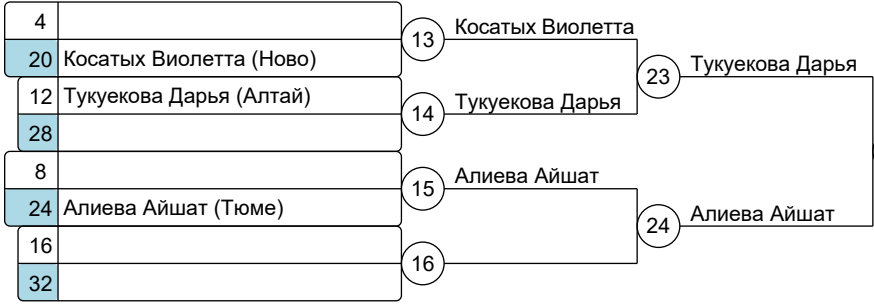 4
20 Косатых Виолетта (Ново)
13
Косатых Виолетта
12 Тукуекова Дарья (Алтай)
28
14
Тукуекова Дарья
23
Тукуекова Дарья
8
24 Алиева Айшат (Тюме)
15
Алиева Айшат
16
32
16
24
Алиева Айшат